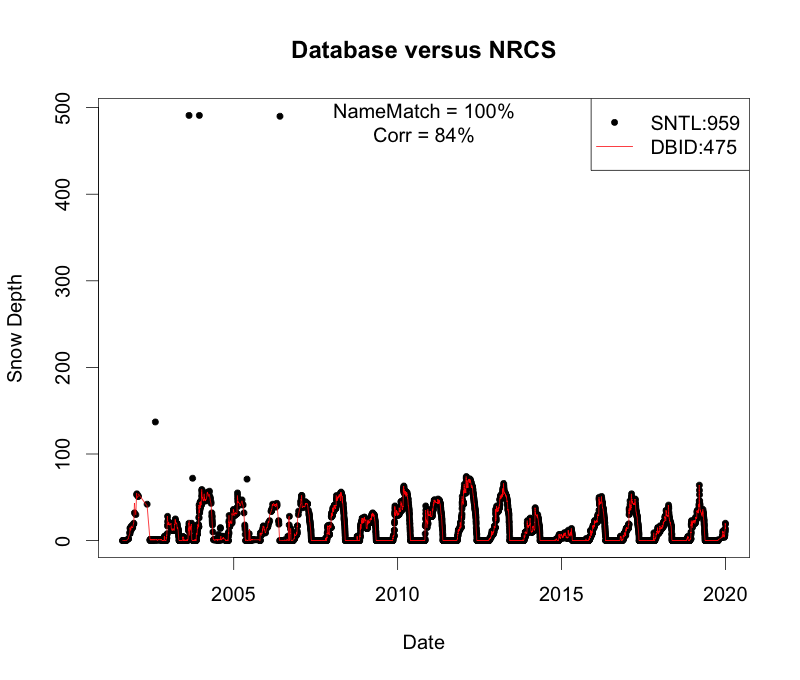 Database versus NRCS
NameMatch = 100%
Corr = 84%
SNTL:959
DBID:475
Snow Depth
500
400
300
200
100
0
2005
2010
2015
2020
Date